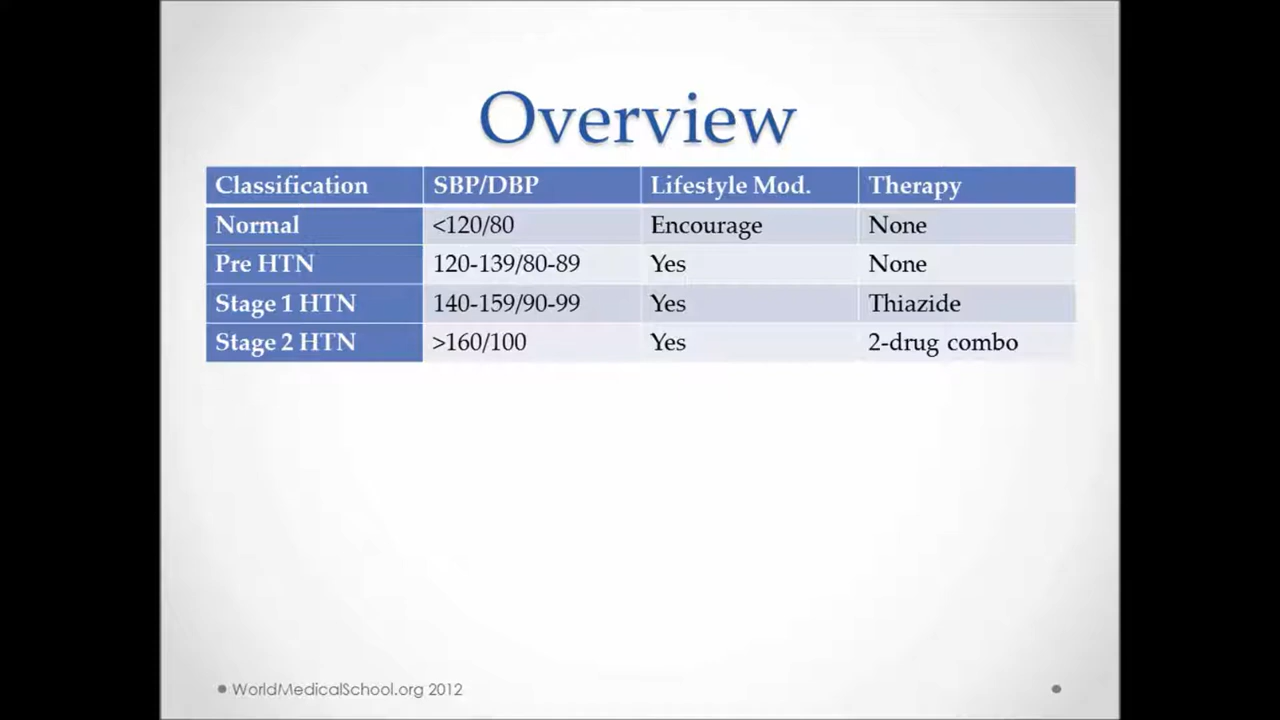 Overview
Classification SBP/DBP Lifestyle Mod. Therapy
Normal <120/80 Encourage None
Pre HTN 120-139/80-89 Yes None
Stage 1 HTN 140-159/90-99 Yes Thiazide
Stage 2 HTN >160/100 Yes 2-drug combo
WorldMedicalSchool.org 2012